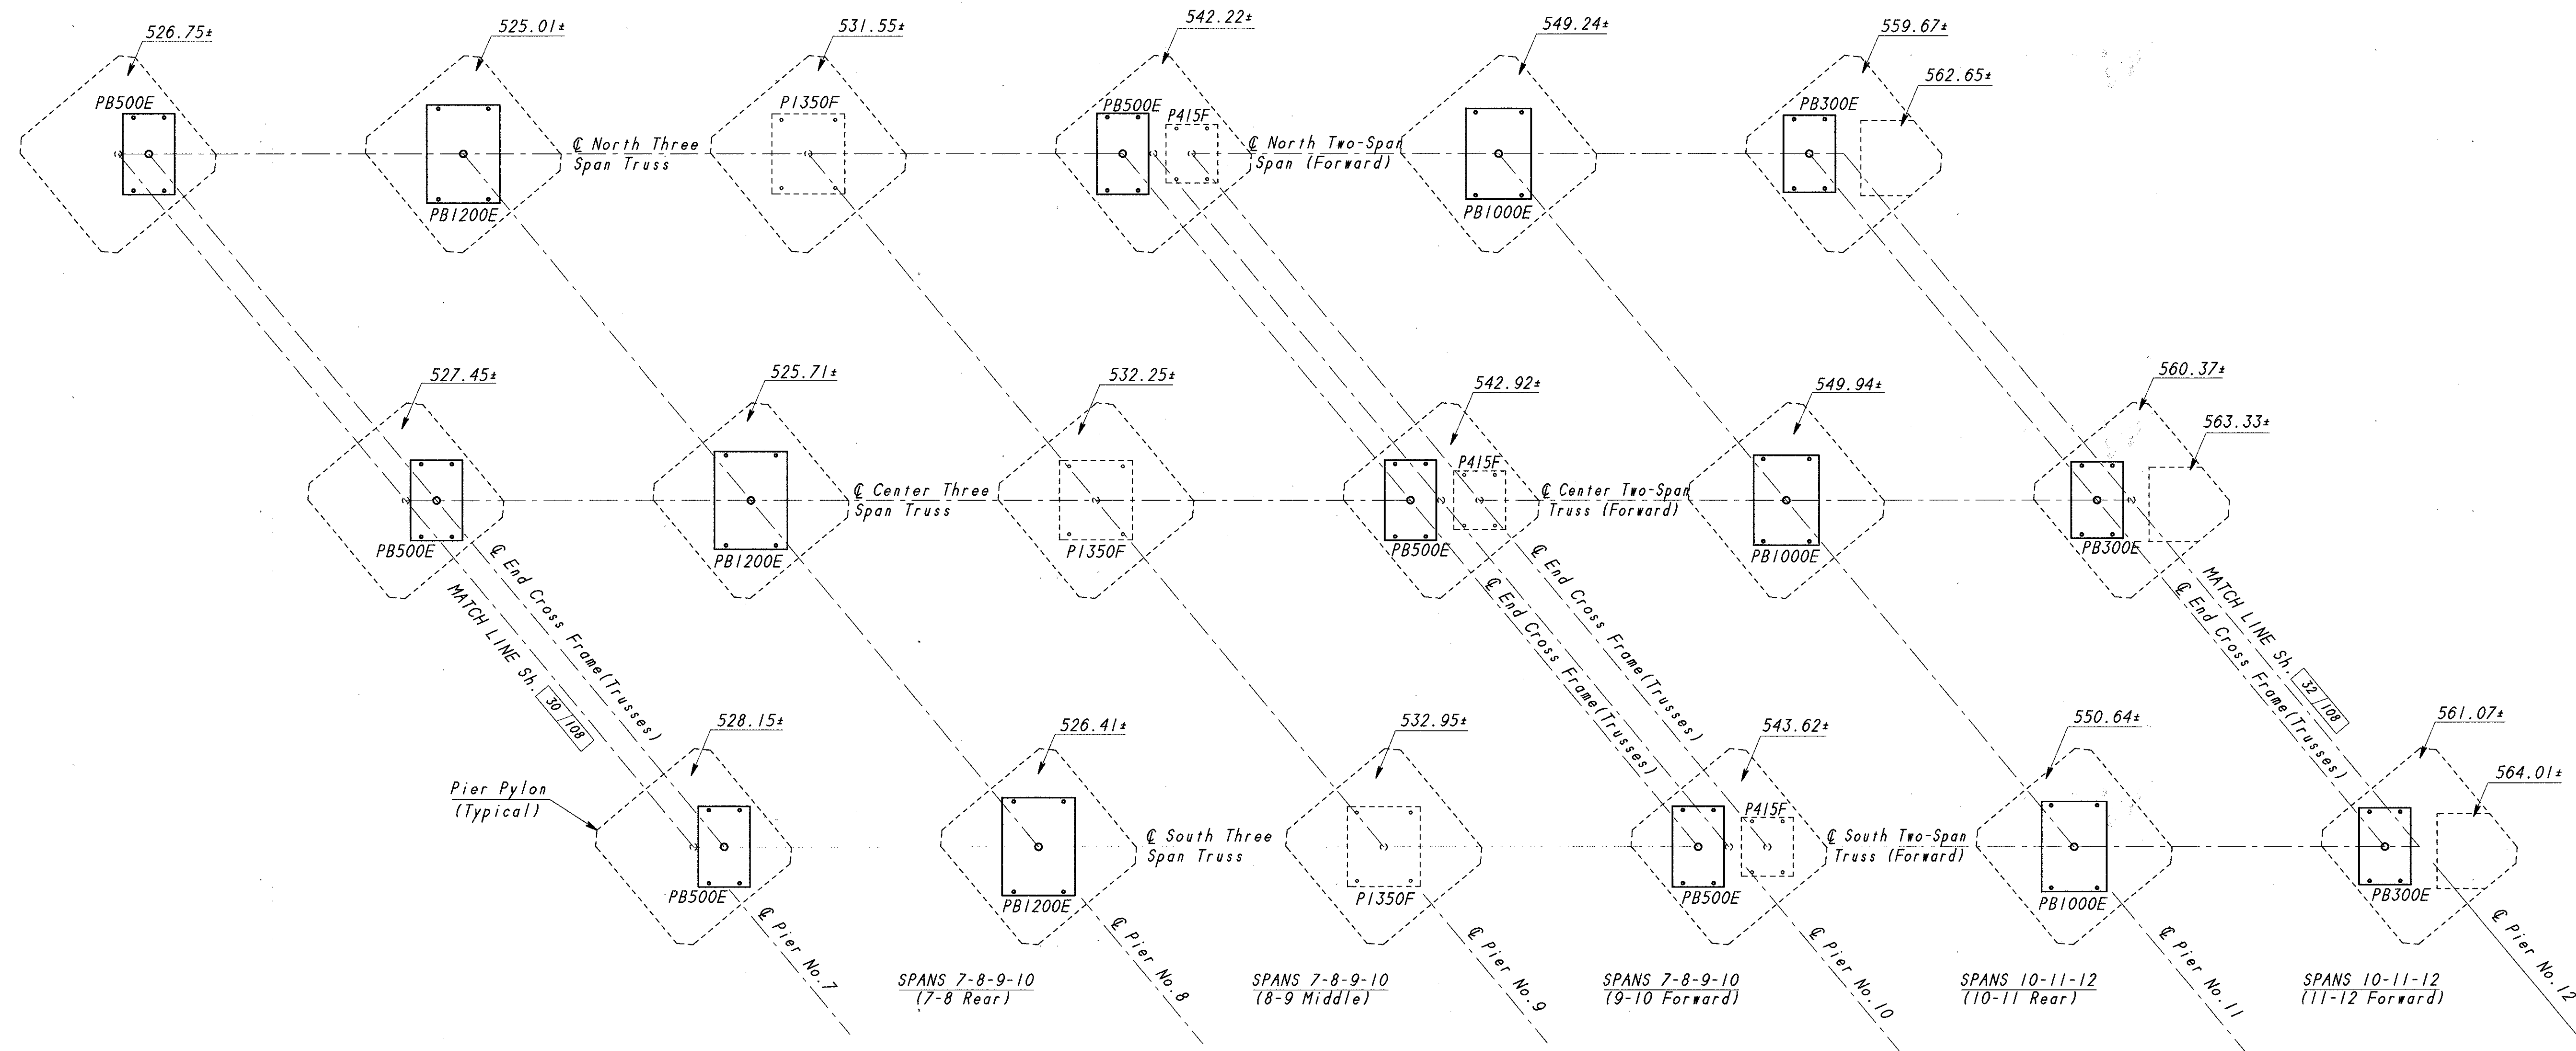 526.75±
525.01±
531.55±
542.22±
549.24±
559.67±
562.65±
PB500E
P1350F
PB500E
P415F
PB300E
℄ North Three
Span Truss
℄ North Two-Span
Span (Forward)
PB1200E
PB1000E
527.45±
525.71±
532.25±
542.92±
549.94±
560.37±
563.33±
P415F
℄ Center Three
Span Truss
℄ Center Two-Span
Truss (Forward)
PB500E
PB1200E
P1350F
PB500E
PB1000E
PB300E
℄ End Cross Frame(Trusses)
MATCH LINE Sh. 30/108
℄ End Cross Frame(Trusses)
℄ End Cross Frame(Trusses)
MATCH LINE Sh. 32/108
℄ End Cross Frame(Trusses)
528.15±
526.41±
532.95±
543.62±
550.64±
561.07±
564.01±
Pier Pylon
(Typical)
P415F
℄ South Three
Span Truss
℄ South Two-Span
Truss (Forward)
PB500E
PB1200E
P1350F
PB500E
PB1000E
PB300E
℄ Pier No.7
℄ Pier No.8
℄ Pier No.9
℄ Pier No.10
℄ Pier No.11
℄ Pier No.12
SPANS 7-8-9-10
(7-8 Rear)
SPANS 7-8-9-10
(8-9 Middle)
SPANS 7-8-9-10
(9-10 Forward)
SPANS 10-11-12
(10-11 Rear)
SPANS 10-11-12
(11-12 Forward)